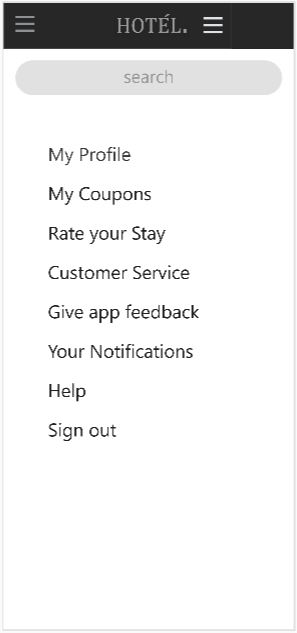 HOTÉL.
search
My Profile
My Coupons
Rate your Stay
Customer Service
Give app feedback
Your Notifications
Help
Sign out